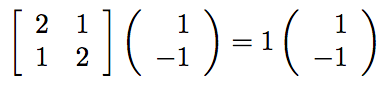 [ 2 1 ] ( 1 ) = 1 ( 1 )
[ 1 2 ] ( −1 ) ( −1 )